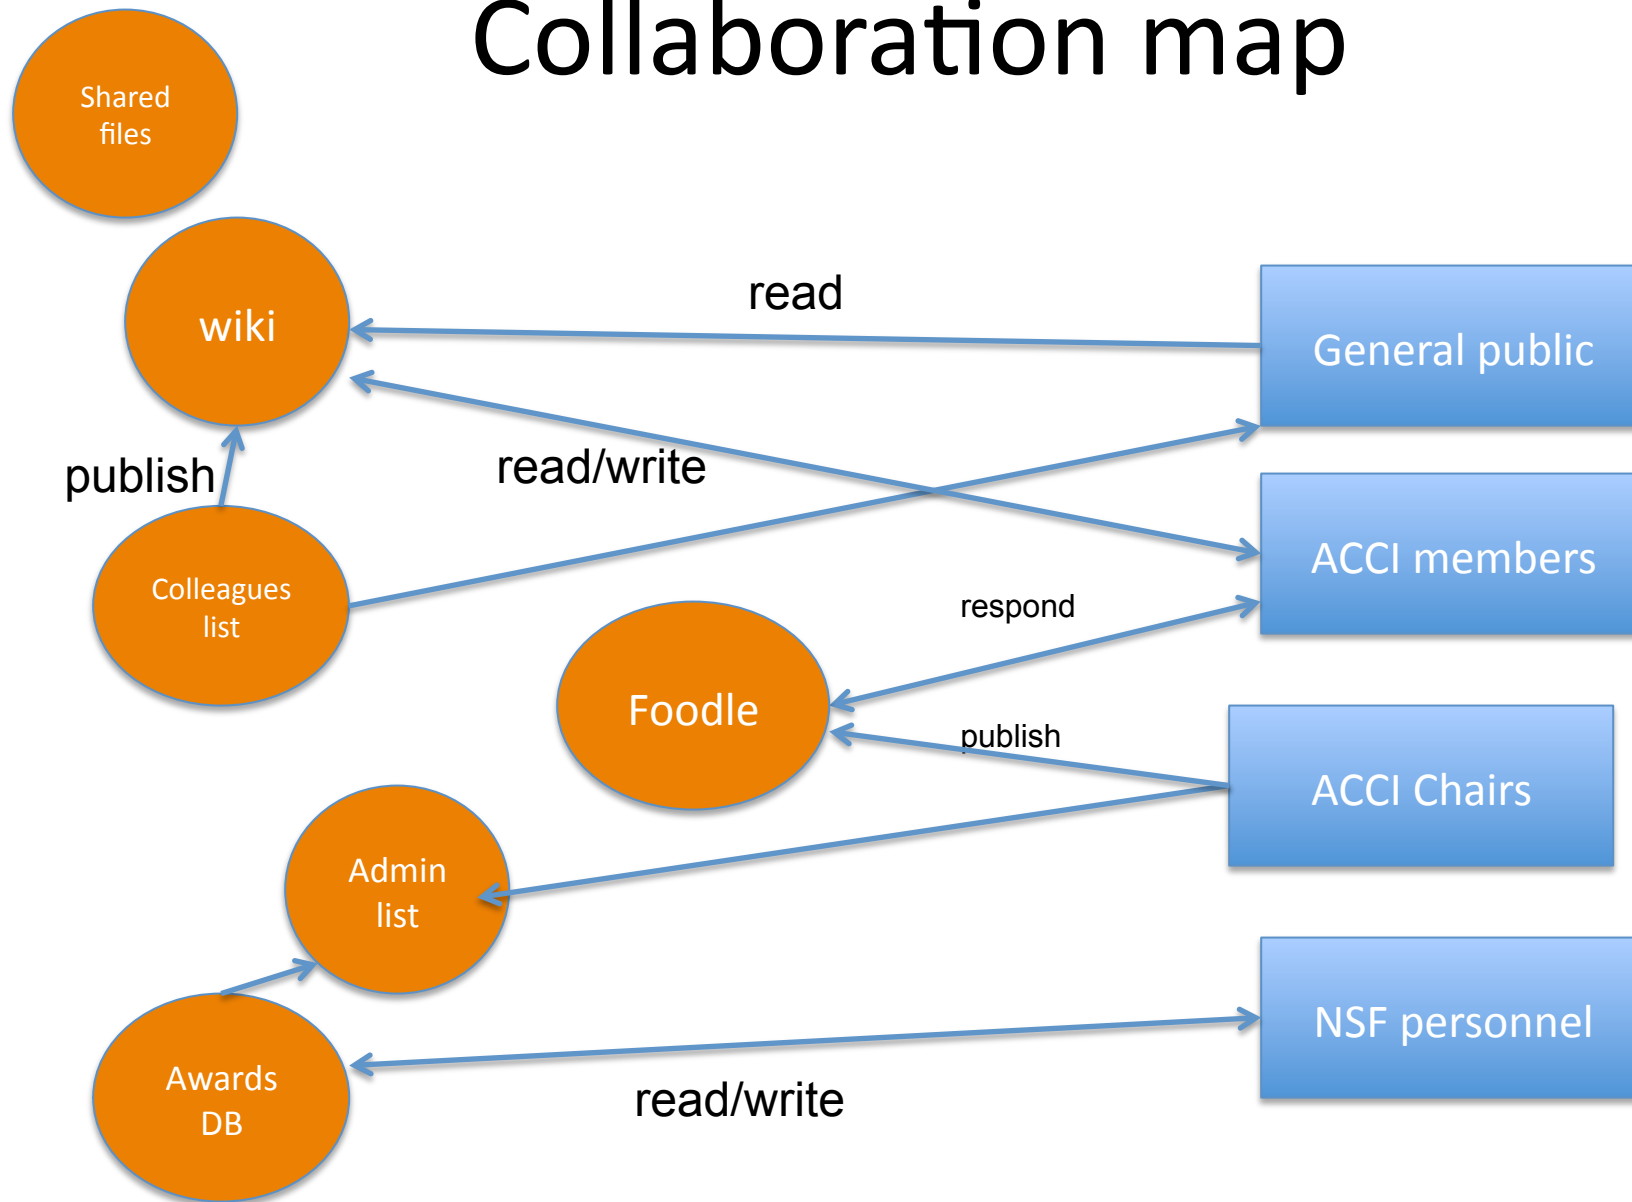 Collaboration map
Shared
files
wiki
read
General public
publish
read/write
ACCI members
Colleagues
list
respond
Foodle
publish
ACCI Chairs
Admin
list
NSF personnel
Awards
DB
read/write